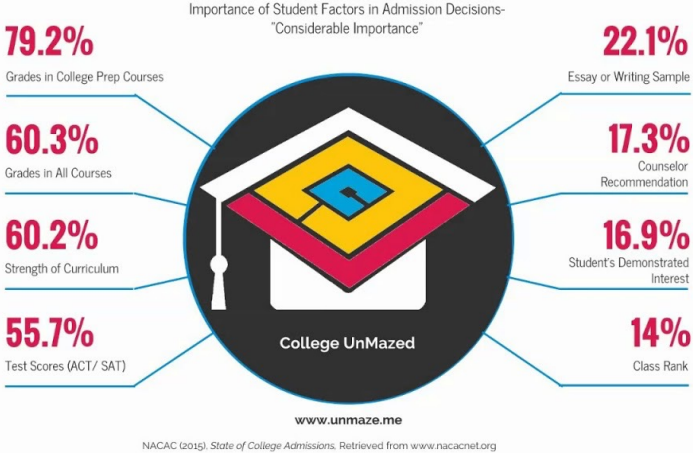 Importance of Student Factors in Admission Decisions-
"Considerable Importance"
79.2%
Grades in College Prep Courses
60.3%
Grades in All Courses
60.2%
Strength of Curriculum
55.7%
Test Scores (ACT/ SAT)
22.1%
Essay or Writing Sample
17.3%
Counselor
Recommendation
16.9%
Student's Demonstrated
Interest
14%
Class Rank
College UnMazed
www.unmaze.me
NACAC (2015). State of College Admissions, Retrieved from www.nacacnet.org